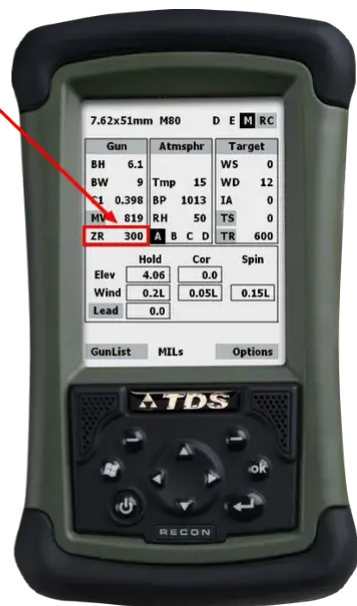 7.62x51mm M80 D E M RC
Gun Atmsphr Target
BH 6.1 WS 0
BW 9 Tmp 15 WD 12
C1 0.398 BP 1013 IA 0
MV 819 RH 50 TS 0
ZR 300 A B C D TR 600
Hold Cor Spin
Elev 4.06 0.0
Wind 0.2L 0.05L 0.15L
Lead 0.0
GunList MILs Options
TDS
ok
RECON